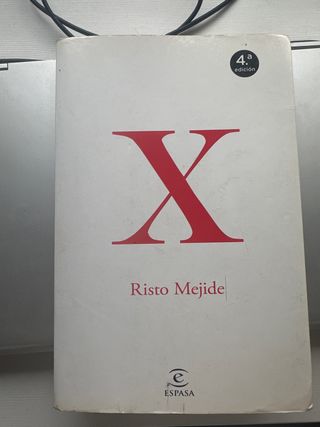 4.ª
edición
X
Risto Mejide
e
ESPASA